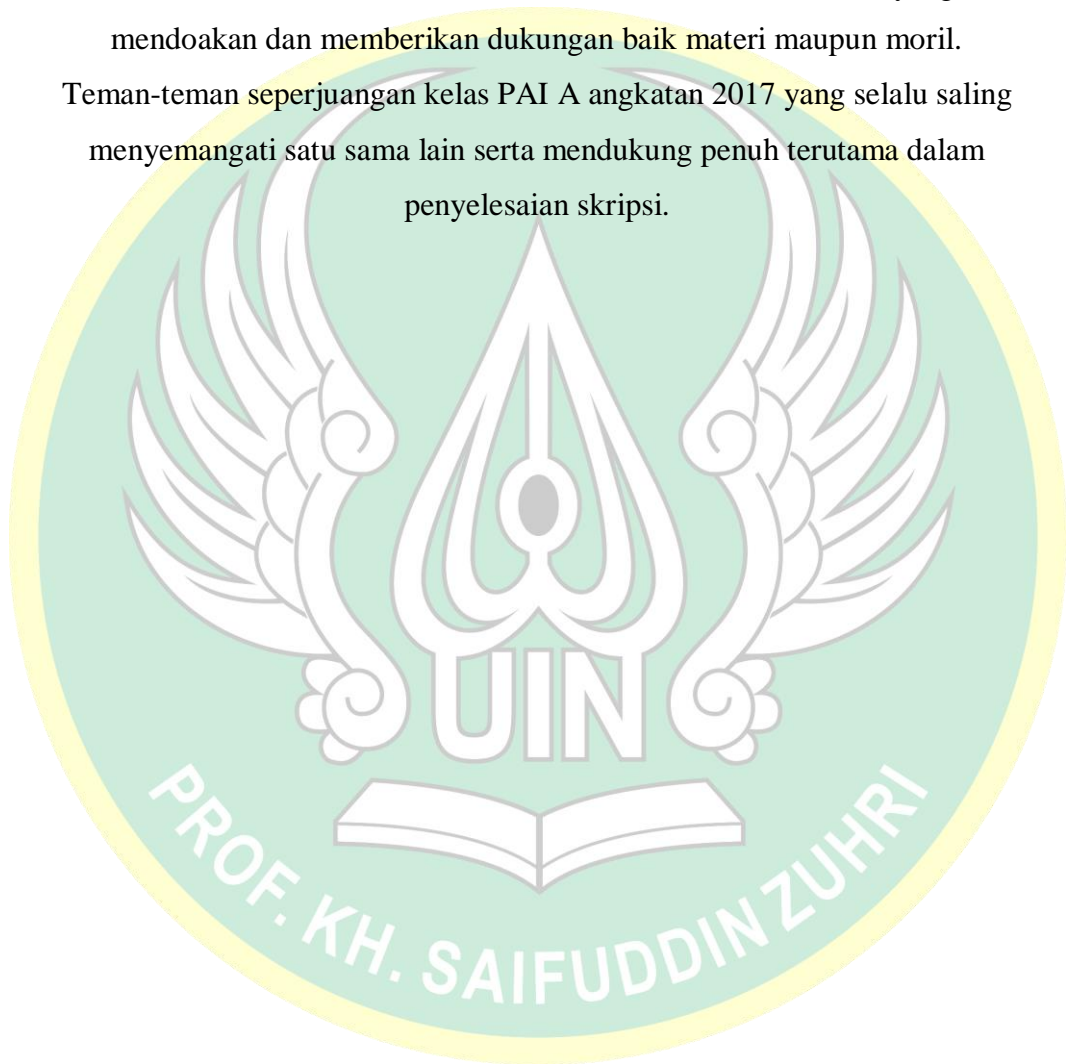 mendoakan dan memberikan dukungan baik materi maupun moril.
Teman-teman seperjuangan kelas PAI A angkatan 2017 yang selalu saling
menyemangati satu sama lain serta mendukung penuh terutama dalam
penyelesaian skripsi.
UIN
PROF. KH. SAIFUDDIN ZUHRI